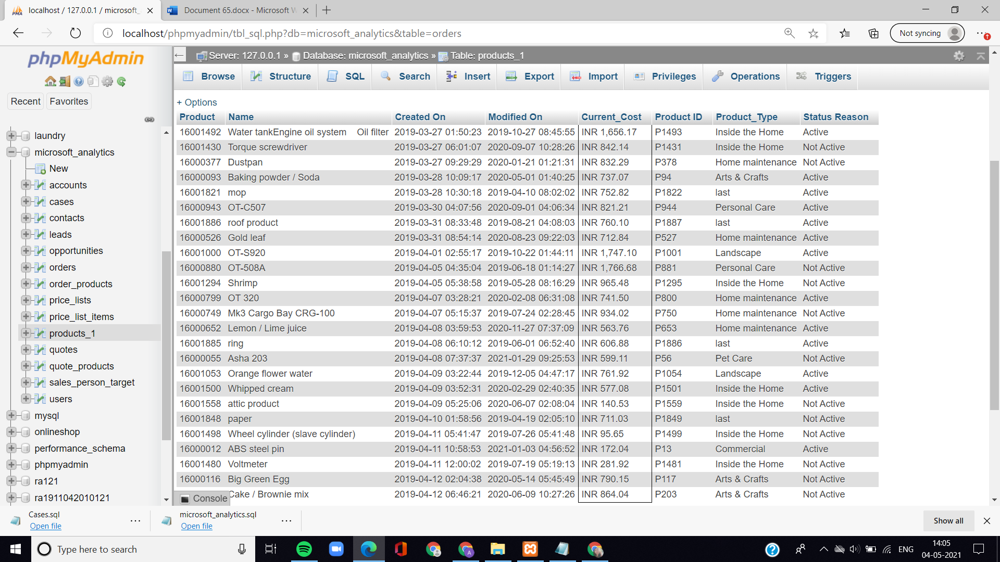 localhost / 127.0.0.1 / microsoft_
Document 65.docx - Microsoft W
localhost/phpmyadmin/tbl_sql.php?db=microsoft_analytics&table=orders
Not syncing
phpMyAdmin
Recent Favorites
laundry
microsoft_analytics
New
accounts
cases
contacts
leads
opportunities
orders
order_products
price_lists
price_list_items
products_1
quotes
quote_products
sales_person_target
users
mysql
onlineshop
performance_schema
phpmyadmin
ra121
ra1911042010121
Server: 127.0.0.1 » Database: microsoft_analytics » Table: products_1
Browse Structure SQL Search Insert Export Import Privileges Operations Triggers
+ Options
Product Name Created On Modified On Current_Cost Product ID Product_Type Status Reason
16001492 Water tankEngine oil system Oil filter 2019-03-27 01:50:23 2019-10-27 08:45:55 INR 1,656.17 P1493 Inside the Home Active
16001430 Torque screwdriver 2019-03-27 06:01:07 2020-09-07 10:28:26 INR 842.14 P1431 Inside the Home Not Active
16000377 Dustpan 2019-03-27 09:29:29 2020-01-21 01:21:31 INR 832.29 P378 Home maintenance Not Active
16000093 Baking powder / Soda 2019-03-28 10:09:17 2020-05-01 01:40:25 INR 737.07 P94 Arts & Crafts Active
16001821 mop 2019-03-28 10:30:18 2019-04-10 08:02:02 INR 752.82 P1822 last Active
16000943 OT-C507 2019-03-30 04:07:56 2020-09-01 04:06:34 INR 821.21 P944 Personal Care Active
16001886 roof product 2019-03-31 08:33:48 2019-08-21 04:08:03 INR 760.10 P1887 last Active
16000526 Gold leaf 2019-03-31 08:54:14 2020-08-23 09:22:03 INR 712.84 P527 Home maintenance Active
16001000 OT-S920 2019-04-01 02:55:17 2019-10-22 01:44:11 INR 1,747.10 P1001 Landscape Active
16000880 OT-508A 2019-04-05 04:35:04 2019-06-18 01:14:27 INR 1,766.68 P881 Personal Care Not Active
16001294 Shrimp 2019-04-05 05:38:58 2019-05-28 08:16:29 INR 965.48 P1295 Inside the Home Not Active
16000799 OT 320 2019-04-07 03:28:21 2020-02-08 06:31:08 INR 741.50 P800 Home maintenance Active
16000749 Mk3 Cargo Bay CRG-100 2019-04-07 05:15:37 2019-07-24 02:28:45 INR 934.02 P750 Home maintenance Not Active
16000652 Lemon / Lime juice 2019-04-08 03:59:53 2020-11-27 07:37:09 INR 563.76 P653 Home maintenance Active
16001885 ring 2019-04-08 06:10:12 2019-06-01 06:52:40 INR 606.88 P1886 last Active
16000055 Asha 203 2019-04-08 07:37:37 2021-01-29 09:25:53 INR 599.11 P56 Pet Care Not Active
16001053 Orange flower water 2019-04-09 03:22:44 2019-12-05 04:47:17 INR 761.92 P1054 Landscape Active
16001500 Whipped cream 2019-04-09 03:52:31 2020-02-29 02:40:35 INR 577.08 P1501 Inside the Home Active
16001558 attic product 2019-04-09 05:25:06 2020-06-07 02:08:04 INR 140.53 P1559 Inside the Home Not Active
16001848 paper 2019-04-10 01:58:56 2019-04-19 02:05:10 INR 711.03 P1849 last Not Active
16001498 Wheel cylinder (slave cylinder) 2019-04-11 05:41:47 2019-07-26 05:41:48 INR 95.65 P1499 Inside the Home Not Active
16000012 ABS steel pin 2019-04-11 10:58:53 2021-01-03 04:56:52 INR 172.04 P13 Commercial Active
16001480 Voltmeter 2019-04-11 12:00:02 2019-07-19 05:19:13 INR 281.92 P1481 Inside the Home Not Active
16000116 Big Green Egg 2019-04-12 02:04:38 2020-05-14 05:45:49 INR 790.15 P117 Arts & Crafts Not Active
Cake / Brownie mix 2019-04-12 06:46:21 2020-06-09 10:27:26 INR 864.04 P203 Arts & Crafts Not Active
Console
Cases.sql
Open file
microsoft_analytics.sql
Open file
Show all
Type here to search
ENG
14:05
04-05-2021